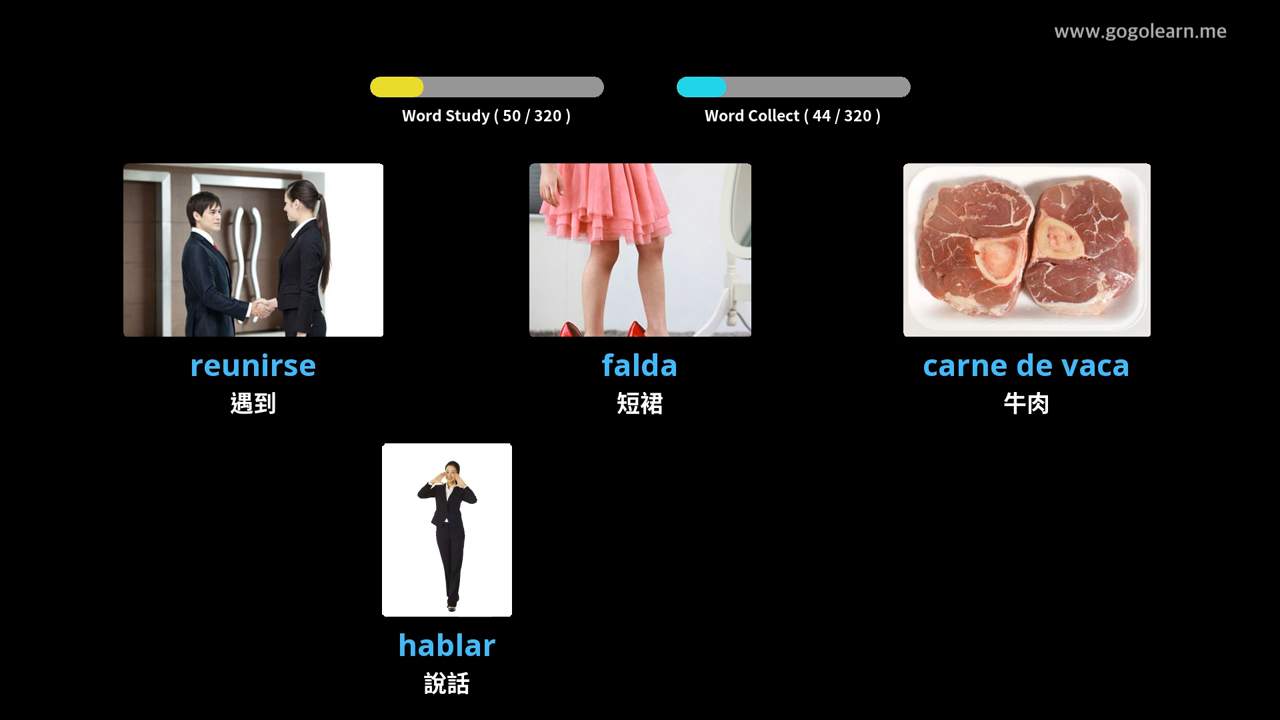 www.gogolearn.me
Word Study ( 50 / 320 )
Word Collect ( 44 / 320 )
reunirse
遇到
falda
短裙
carne de vaca
牛肉
hablar
說話